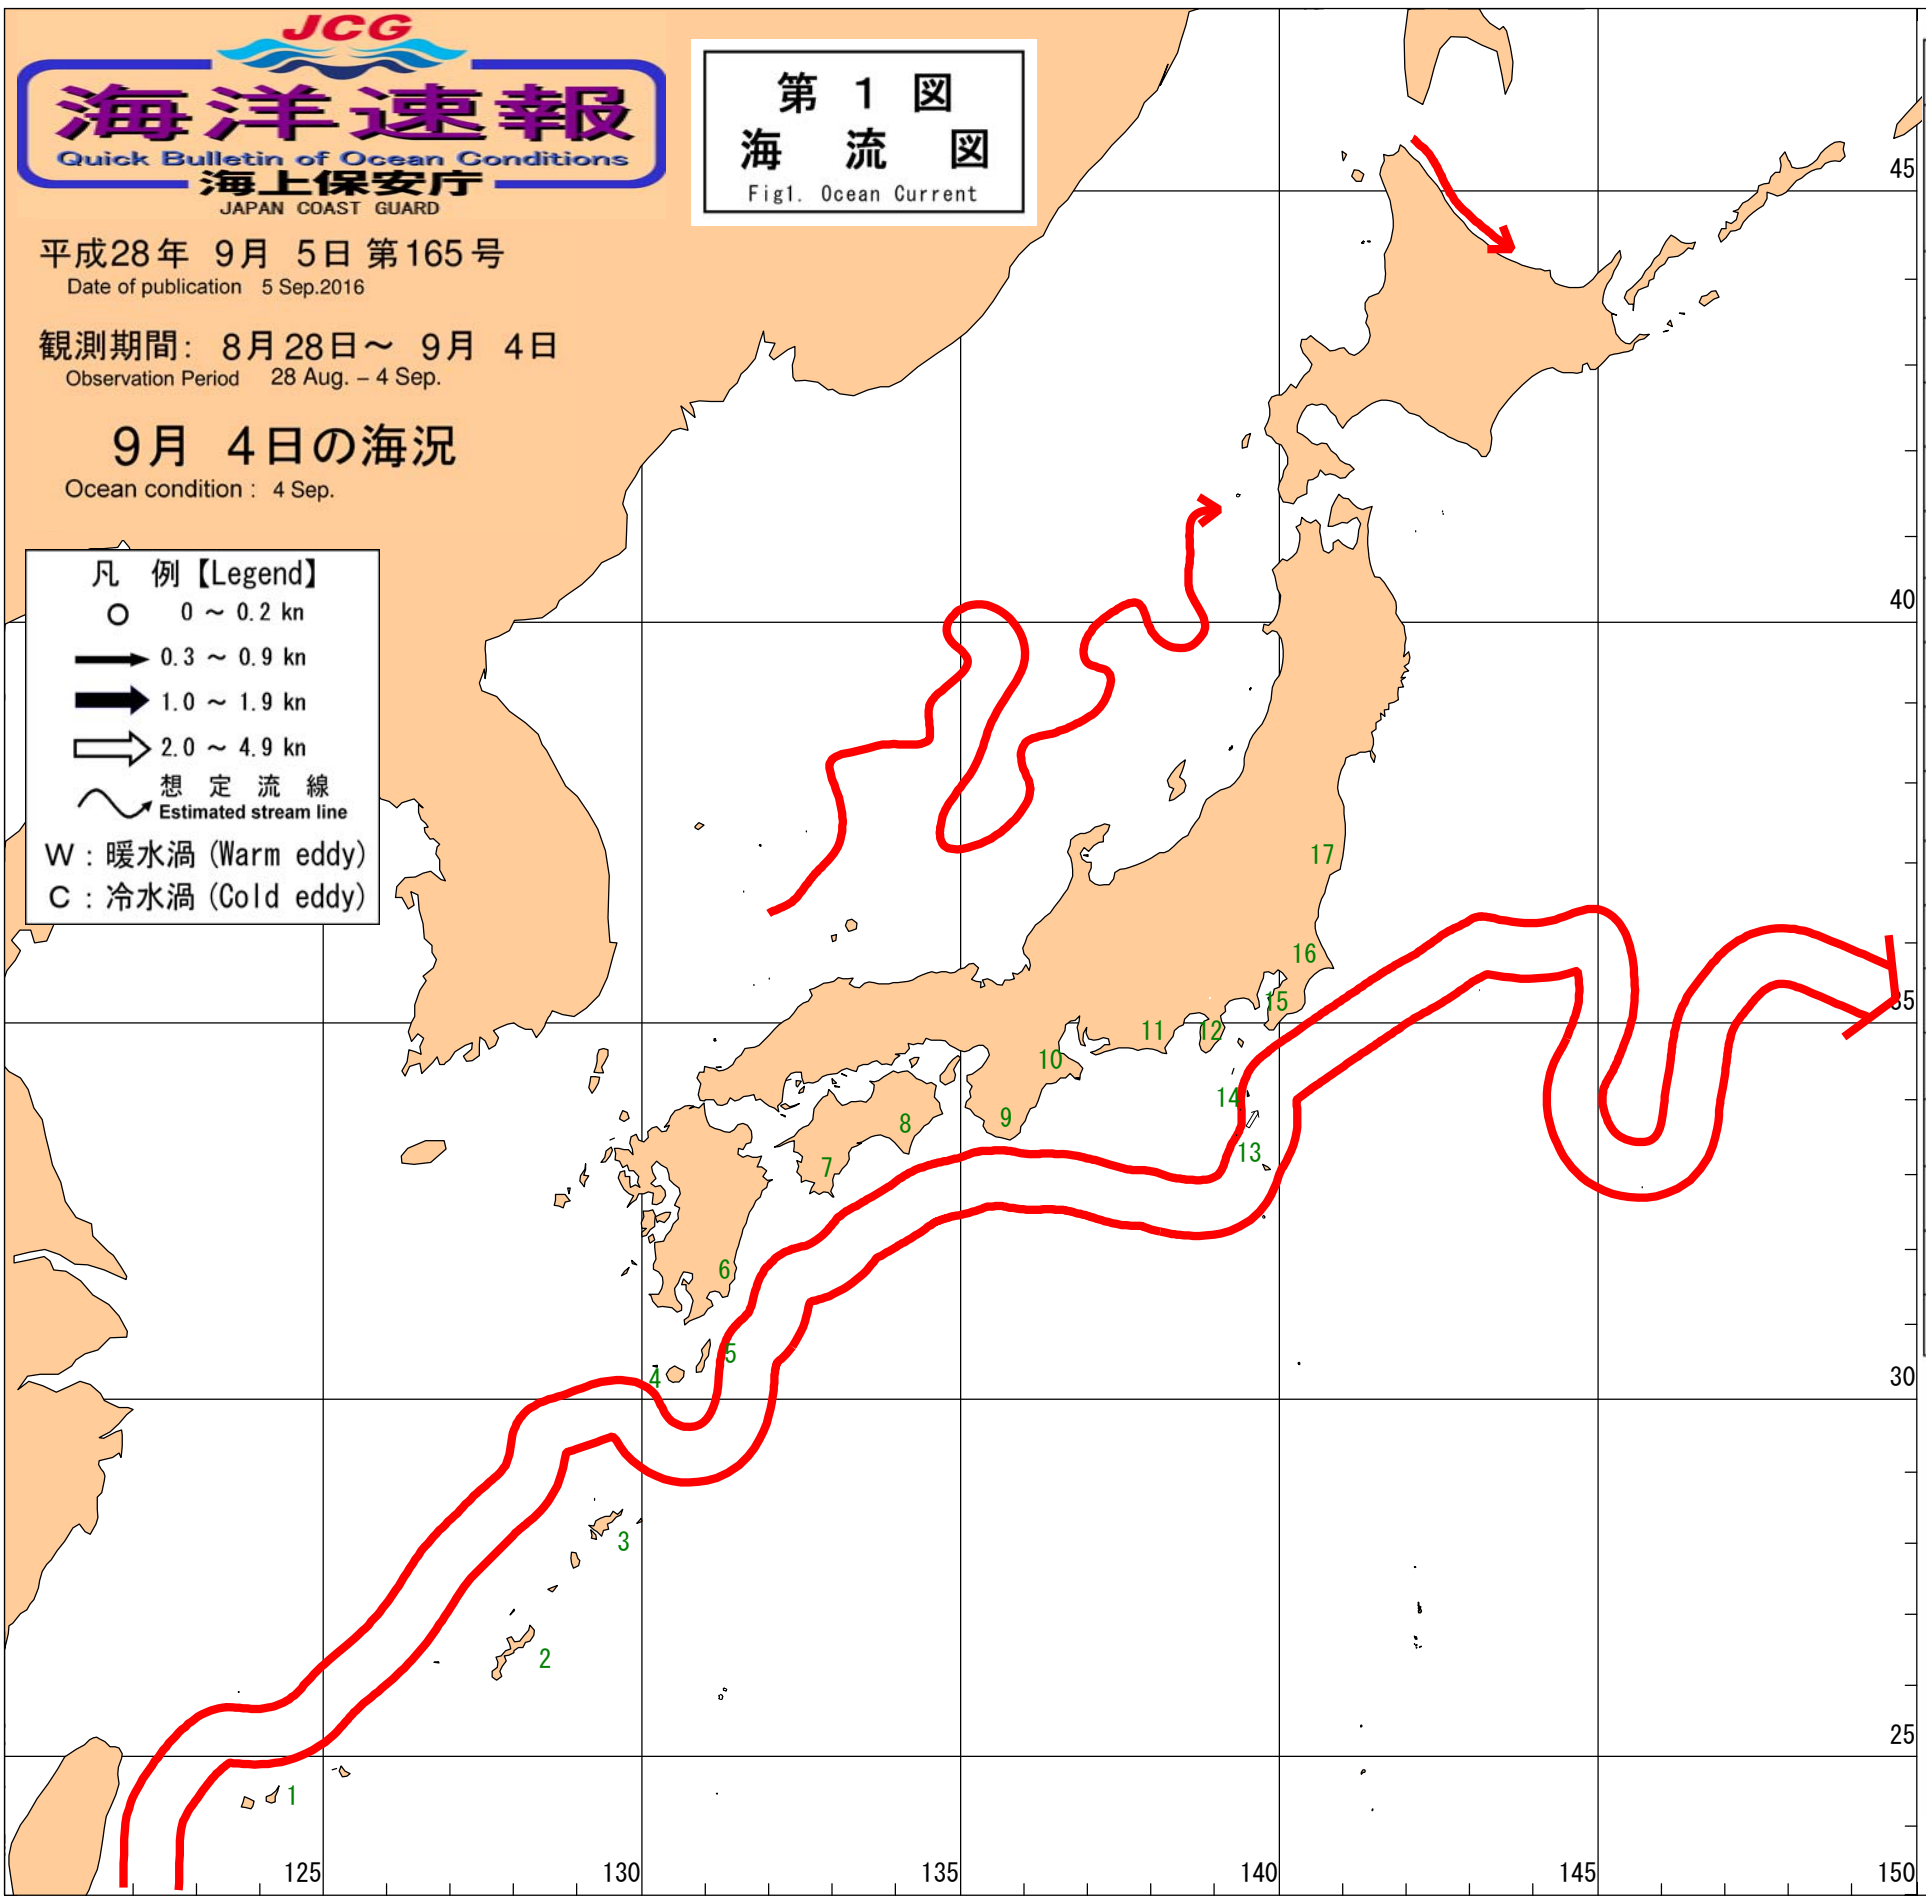 JCG
海洋速報
Quick Bulletin of Ocean Conditions
海上保安庁
JAPAN COAST GUARD
第 1 図
海 流 図
Fig1. Ocean Current
平成28年 9月 5日 第165号
Date of publication 5 Sep.2016
観測期間: 8月28日～ 9月 4日
Observation Period 28 Aug. – 4 Sep.
9月 4日の海況
Ocean condition : 4 Sep.
凡 例【Legend】
0 ～ 0.2 kn
0.3 ～ 0.9 kn
1.0 ～ 1.9 kn
2.0 ～ 4.9 kn
想 定 流 線
Estimated stream line
W : 暖水渦 (Warm eddy)
C : 冷水渦 (Cold eddy)
45
40
35
30
25
17
16
15
12
11
10
14
13
9
8
7
6
5
4
3
2
1
125
130
135
140
145
150